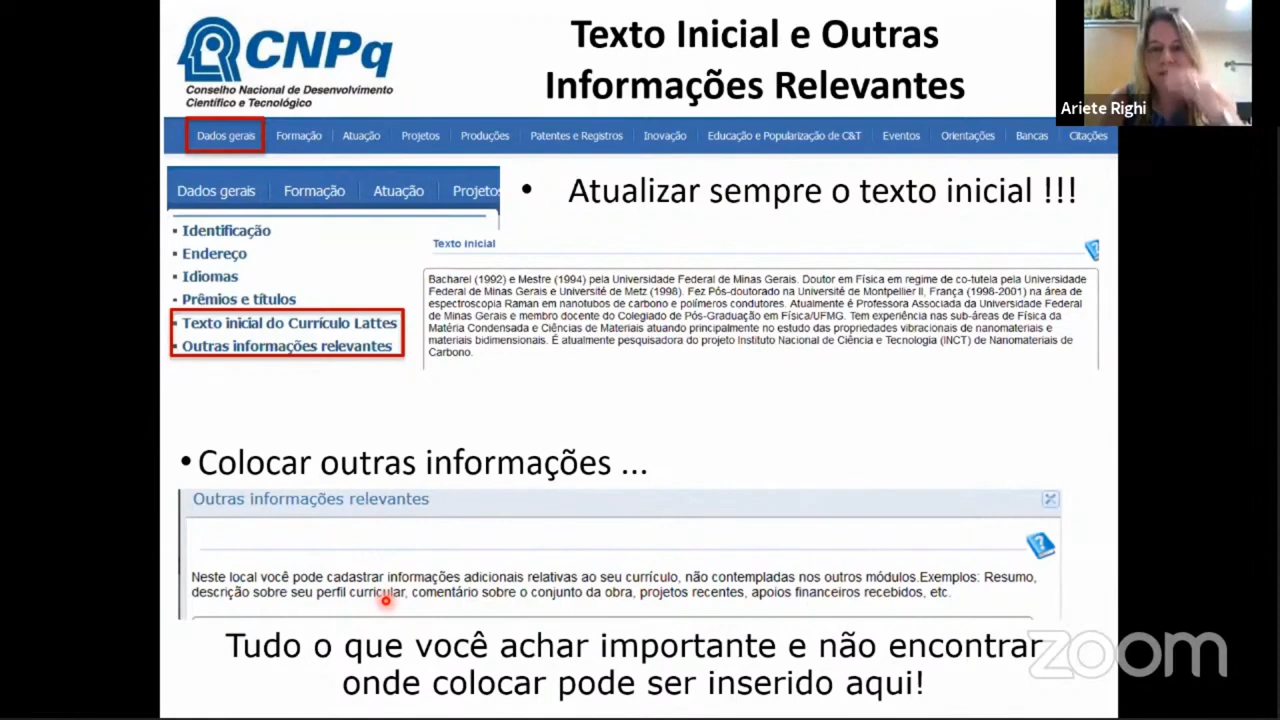 CNPq
Conselho Nacional de Desenvolvimento
Científico e Tecnológico
Texto Inicial e Outras
Informações Relevantes
Ariete Righi
Dados gerais Formação Atuação Projetos Produções Patentes e Registros Inovação Educação e Popularização de C&T Eventos Orientações Bancas Citações
Dados gerais Formação Atuação Projetos
• Atualizar sempre o texto inicial !!!
▪ Identificação
▪ Endereço
▪ Idiomas
▪ Prêmios e títulos
▪ Texto inicial do Currículo Lattes
▪ Outras informações relevantes
Texto inicial
Bacharel (1992) e Mestre (1994) pela Universidade Federal de Minas Gerais. Doutor em Física em regime de co-tutela pela Universidade
Federal de Minas Gerais e Université de Metz (1998). Fez Pós-doutorado na Université de Montpellier II, França (1998-2001) na área de
espectroscopia Raman em nanotubos de carbono e polímeros condutores. Atualmente é Professora Associada da Universidade Federal
de Minas Gerais e membro docente do Colegiado de Pós-Graduação em Física/UFMG. Tem experiência nas sub-áreas de Física da
Matéria Condensada e Ciências de Materiais atuando principalmente no estudo das propriedades vibracionais de nanomateriais e
materiais bidimensionais. É atualmente pesquisadora do projeto Instituto Nacional de Ciência e Tecnologia (INCT) de Nanomateriais de
Carbono.
• Colocar outras informações ...
Outras informações relevantes
Neste local você pode cadastrar informações adicionais relativas ao seu currículo, não contempladas nos outros módulos.Exemplos: Resumo,
descrição sobre seu perfil curricular, comentário sobre o conjunto da obra, projetos recentes, apoios financeiros recebidos, etc.
Tudo o que você achar importante e não encontrar
onde colocar pode ser inserido aqui!
zoom